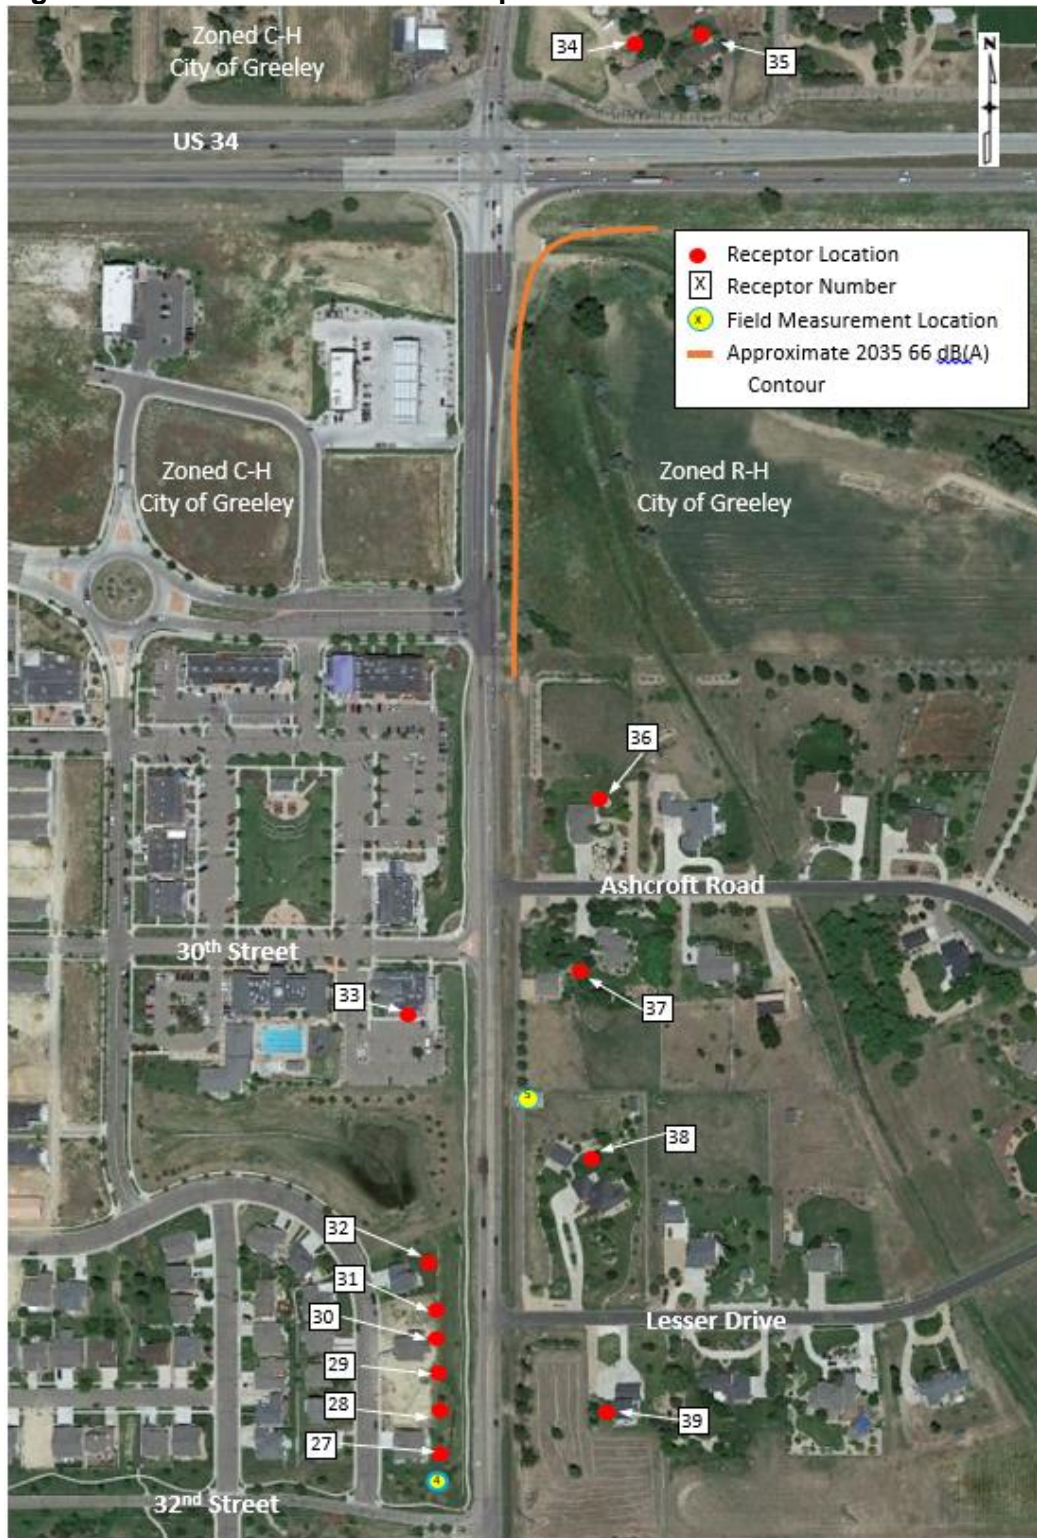 Zoned C-H
City of Greeley
34
35
N
US 34
Receptor Location
X Receptor Number
X Field Measurement Location
Approximate 2035 66 dB(A)
Contour
Zoned C-H
City of Greeley
Zoned R-H
City of Greeley
36
Ashcroft Road
30th Street
33
37
5
38
32
31
30
Lesser Drive
29
28
39
27
4
32nd Street